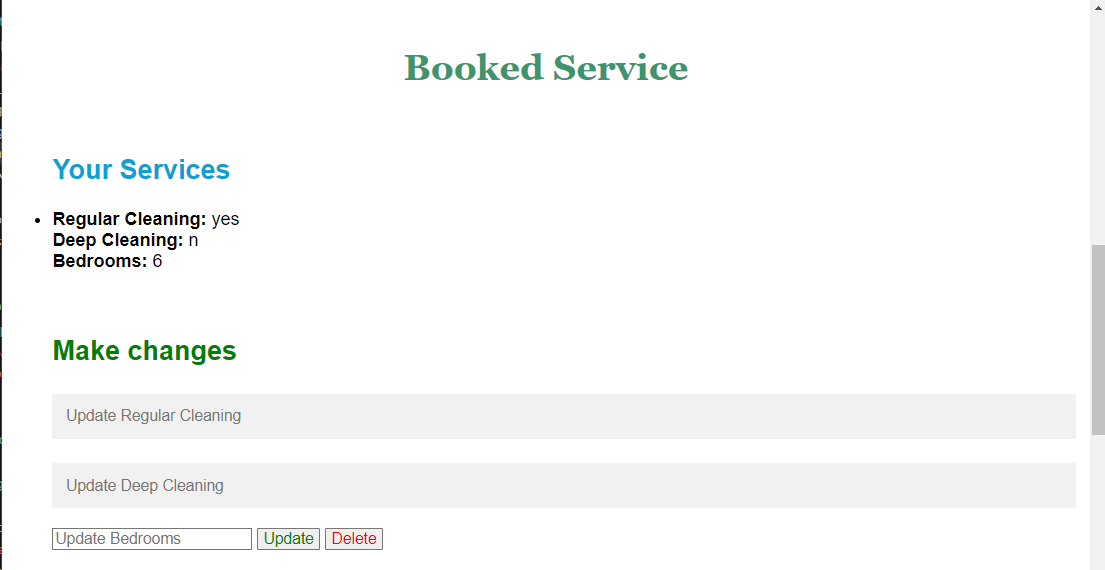 Booked Service
Your Services
Regular Cleaning: yes
Deep Cleaning: n
Bedrooms: 6
Make changes
Update Regular Cleaning
Update Deep Cleaning
Update Bedrooms Update Delete